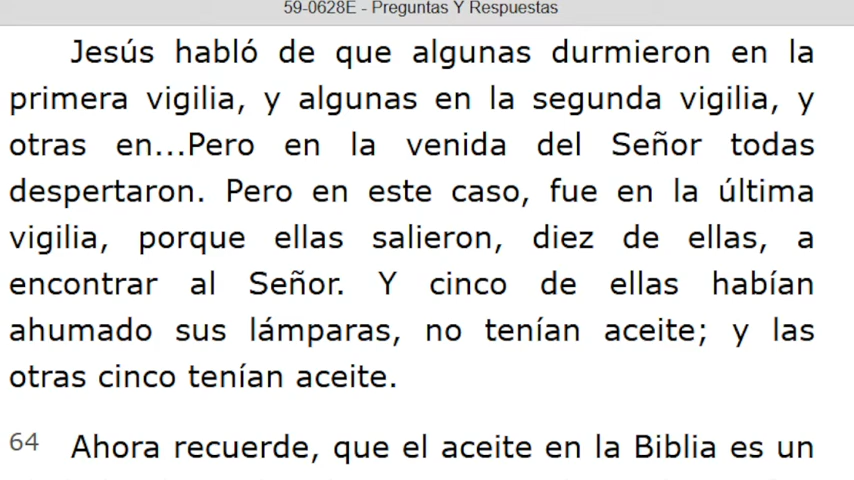 59-0628E - Preguntas Y Respuestas
Jesús habló de que algunas durmieron en la
primera vigilia, y algunas en la segunda vigilia, y
otras en...Pero en la venida del Señor todas
despertaron. Pero en este caso, fue en la última
vigilia, porque ellas salieron, diez de ellas, a
encontrar al Señor. Y cinco de ellas habían
ahumado sus lámparas, no tenían aceite; y las
otras cinco tenían aceite.
64 Ahora recuerde, que el aceite en la Biblia es un